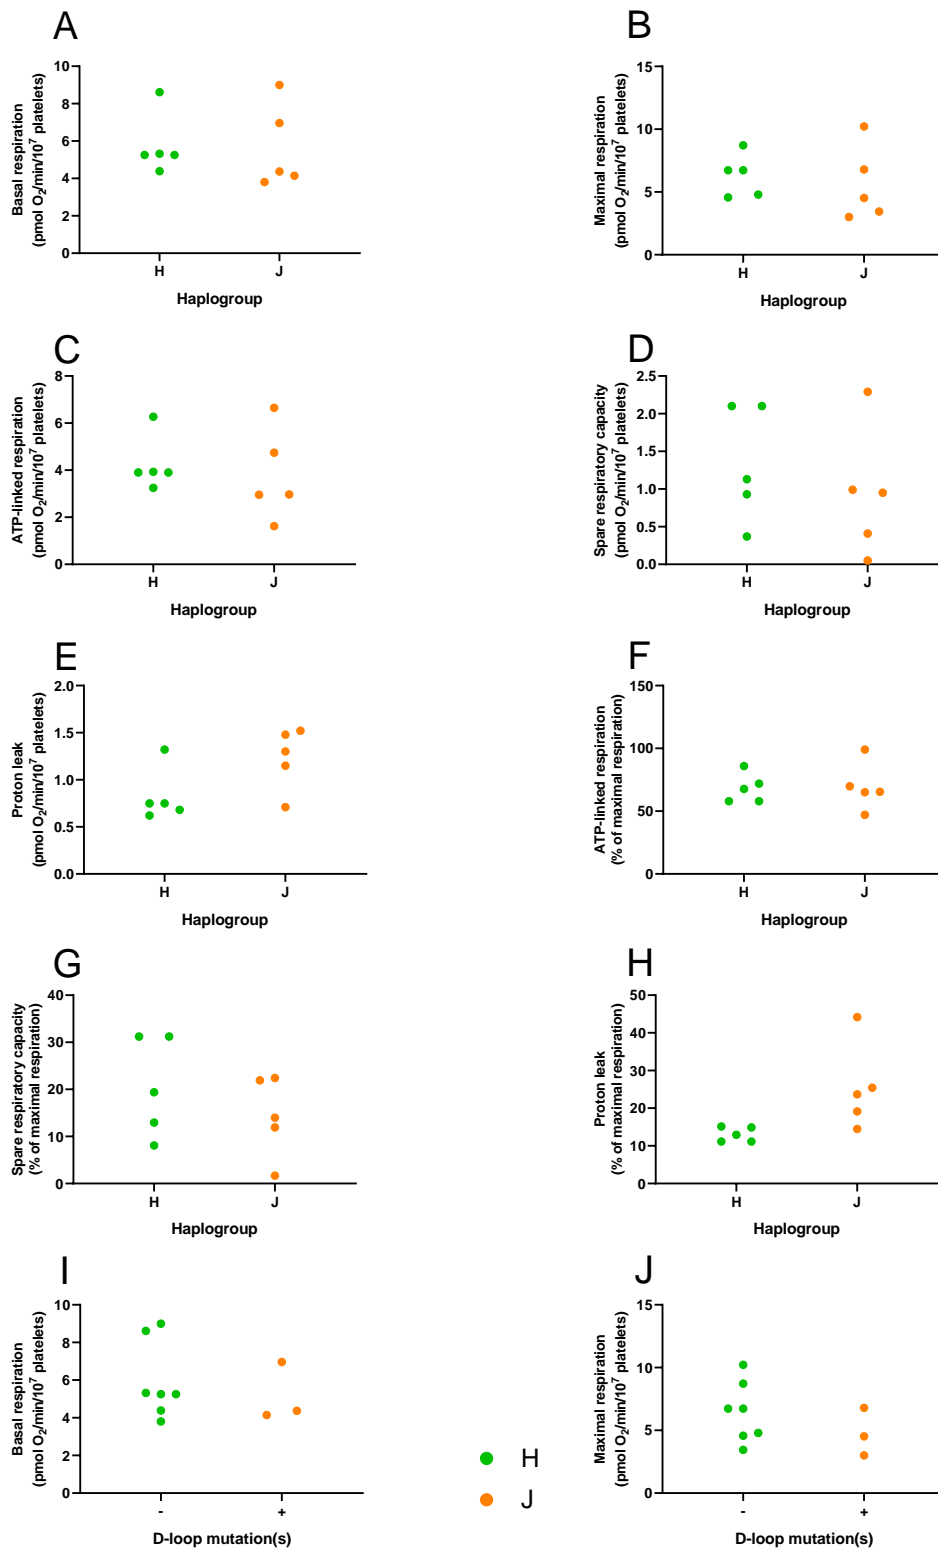 A
Basal respiration
(pmol O2/min/10^7 platelets)
10
8
6
4
2
0
H
J
Haplogroup
B
Maximal respiration
(pmol O2/min/10^7 platelets)
15
10
5
0
H
J
Haplogroup
C
ATP-linked respiration
(pmol O2/min/10^7 platelets)
8
6
4
2
0
H
J
Haplogroup
D
Spare respiratory capacity
(pmol O2/min/10^7 platelets)
2.5
2.0
1.5
1.0
0.5
0.0
H
J
Haplogroup
E
Proton leak
(pmol O2/min/10^7 platelets)
2.0
1.5
1.0
0.5
0.0
H
J
Haplogroup
F
ATP-linked respiration
(% of maximal respiration)
150
100
50
0
H
J
Haplogroup
G
Spare respiratory capacity
(% of maximal respiration)
40
30
20
10
0
H
J
Haplogroup
H
Proton leak
(% of maximal respiration)
50
40
30
20
10
0
H
J
Haplogroup
I
Basal respiration
(pmol O2/min/10^7 platelets)
10
8
6
4
2
0
-
+
D-loop mutation(s)
H
J
J
Maximal respiration
(pmol O2/min/10^7 platelets)
15
10
5
0
-
+
D-loop mutation(s)